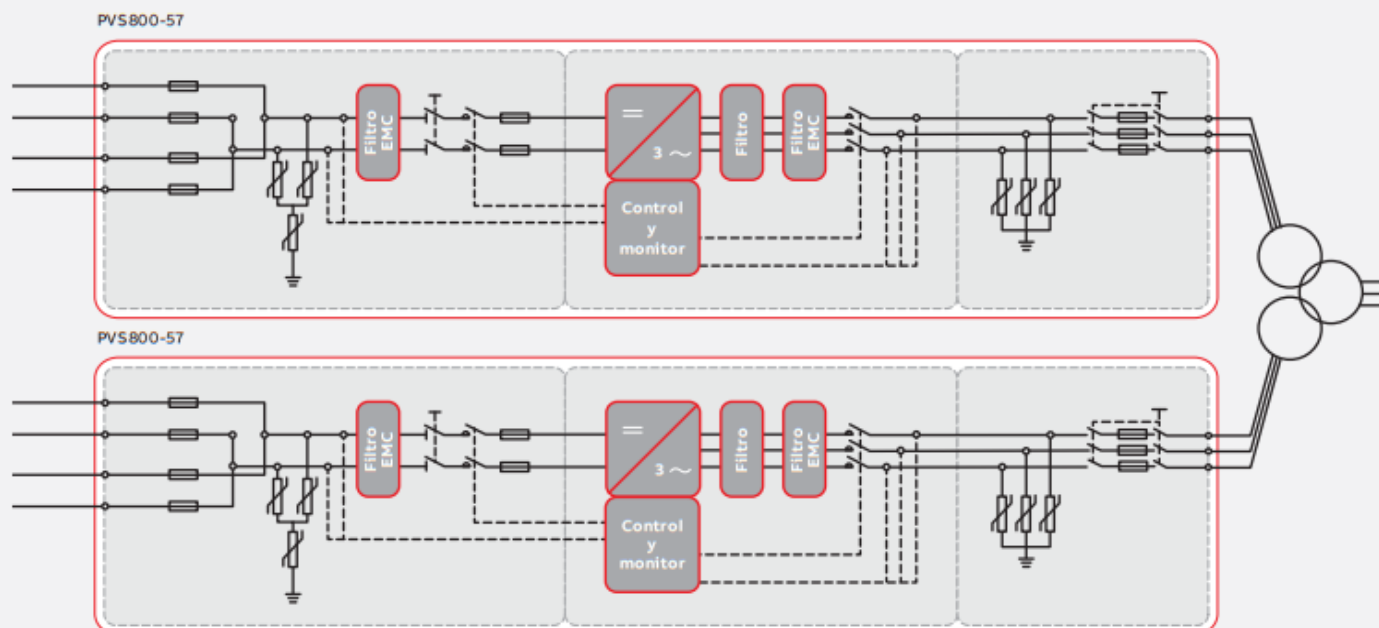 PVS800-57
Filtro
EMC
3 ~
Filtro
Filtro
EMC
Control
y
monitor
PVS800-57
Filtro
EMC
3 ~
Filtro
Filtro
EMC
Control
y
monitor